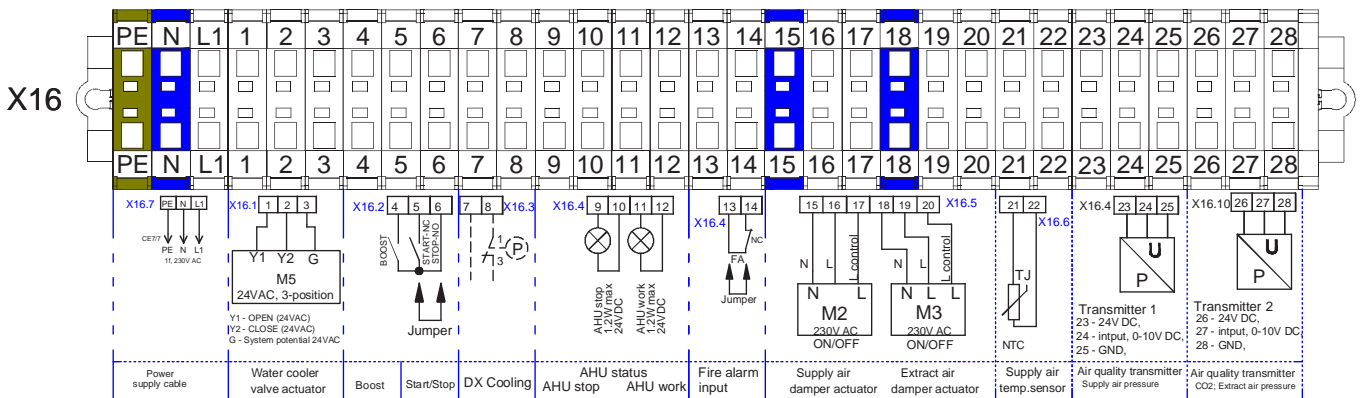 PE N L1 1 2 3 4 5 6 7 8 9 10 11 12 13 14 15 16 17 18 19 20 21 22 23 24 25 26 27 28
X16
PE N L1 1 2 3 4 5 6 7 8 9 10 11 12 13 14 15 16 17 18 19 20 21 22 23 24 25 26 27 28
X16.7 PE N L1
CE7/7
PE N L1
1f, 230V AC
X16.1 1 2 3
Y1 Y2 G
M5
24VAC, 3-position
Y1 - OPEN (24VAC)
Y2 - CLOSE (24VAC)
G - System potential 24VAC
X16.2 4 5 6
BOOST
START-NC
STOP-NO
Jumper
7 8 X16.3
1
3
P
X16.4 9 10 11 12
AHU stop
1.2W max
24VDC
AHU work
1.2W max
24VDC
13 14
X16.4
NC
FA
Jumper
15 16 17 18 19 20 X16.5
N L L control
N L
M2
230V AC
ON/OFF
N L L control
N L L
M3
230V AC
ON/OFF
21 22
X16.6
TJ
NTC
X16.4 23 24 25
U
P
Transmitter 1
23 - 24V DC,
24 - intput, 0-10V DC,
25 - GND,
X16.10 26 27 28
U
P
Transmitter 2
26 - 24V DC,
27 - intput, 0-10V DC
28 - GND,
Power
supply cable
Water cooler
valve actuator
Boost
Start/Stop
DX Cooling
AHU status
AHU stop AHU work
Fire alarm
input
Supply air
damper actuator
Extract air
damper actuator
Supply air
temp.sensor
Air quality transmitter
Supply air pressure
Air quality transmitter
CO2; Extract air pressure